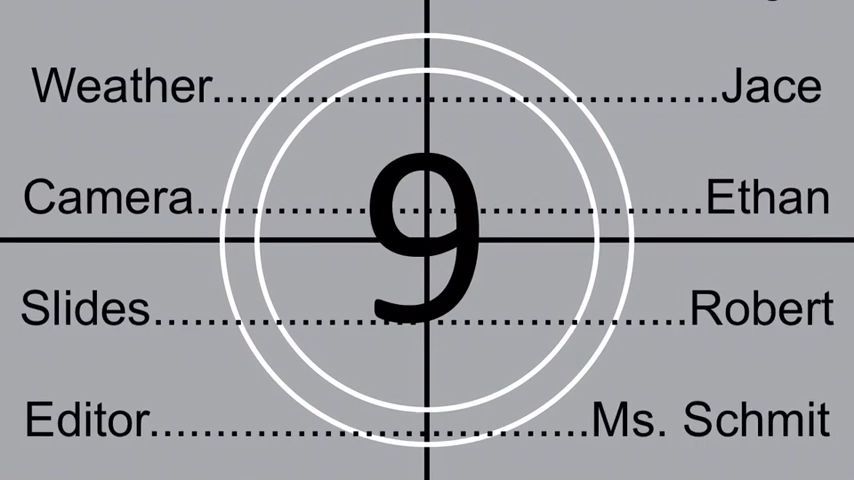 Weather......................................Jace
Camera......................................Ethan
9
Slides........................................Robert
Editor.................................Ms. Schmit